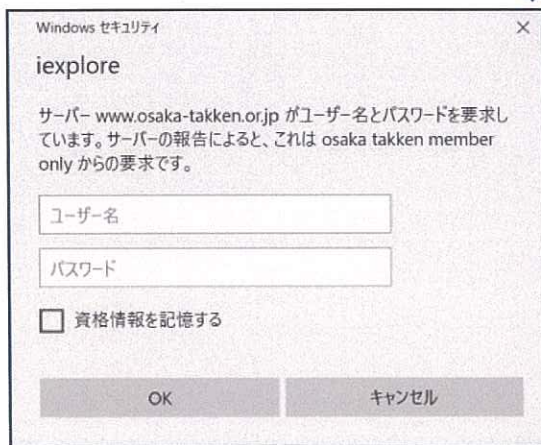 Windows セキュリティ
iexplore
サーバー www.osaka-takken.or.jp がユーザー名とパスワードを要求し
ています。サーバーの報告によると、これは osaka takken member
only からの要求です。
ユーザー名
パスワード
資格情報を記憶する
OK
キャンセル